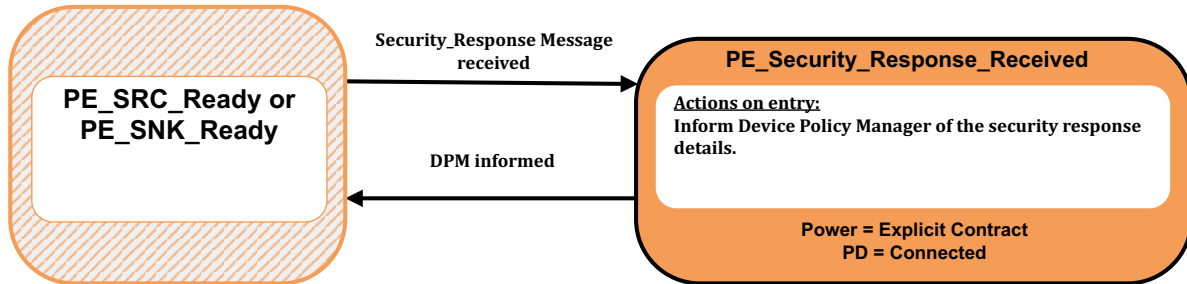 PE_SRC_Ready or
PE_SNK_Ready
Security_Response Message
received
DPM informed
PE_Security_Response_Received
Actions on entry:
Inform Device Policy Manager of the security response
details.
Power = Explicit Contract
PD = Connected